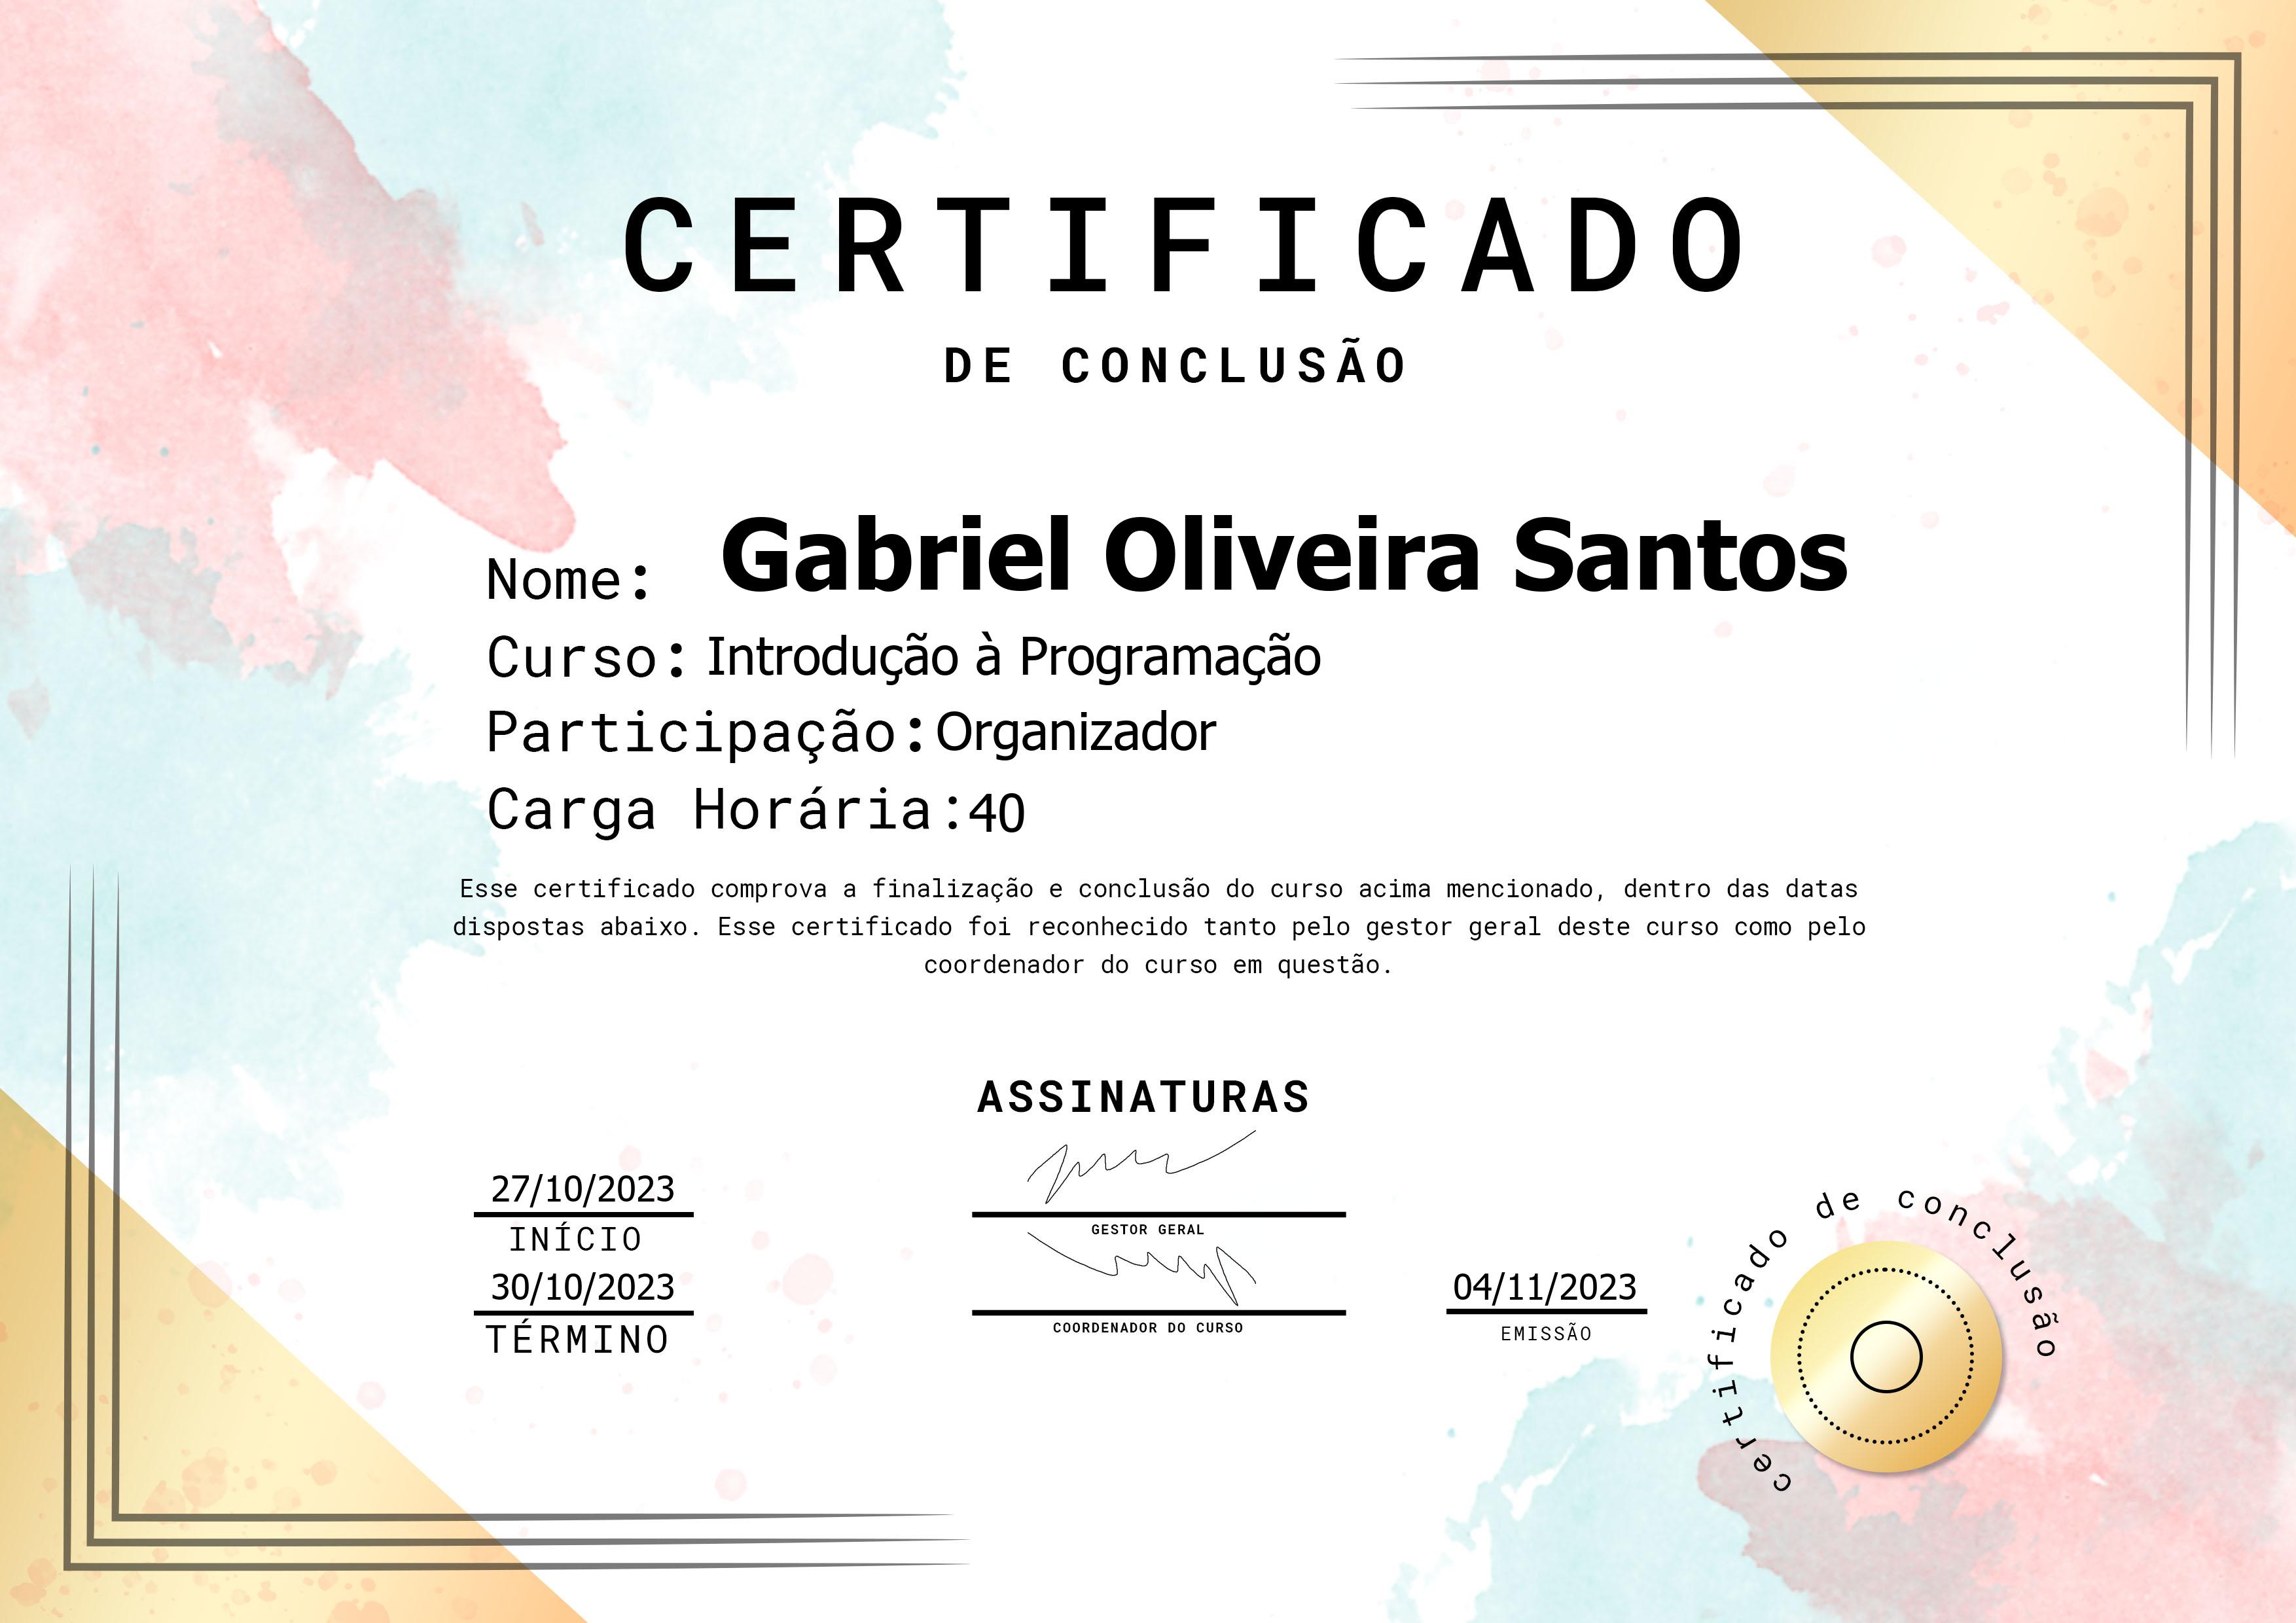 CERTIFICADO
DE CONCLUSÃO
Nome: Gabriel Oliveira Santos
Curso: Introdução à Programação
Participação: Organizador
Carga Horária: 40
Esse certificado comprova a finalização e conclusão do curso acima mencionado, dentro das datas
dispostas abaixo. Esse certificado foi reconhecido tanto pelo gestor geral deste curso como pelo
coordenador do curso em questão.
ASSINATURAS
27/10/2023
INÍCIO
GESTOR GERAL
30/10/2023
TÉRMINO
COORDENADOR DO CURSO
04/11/2023
EMISSÃO
certificado de conclusão